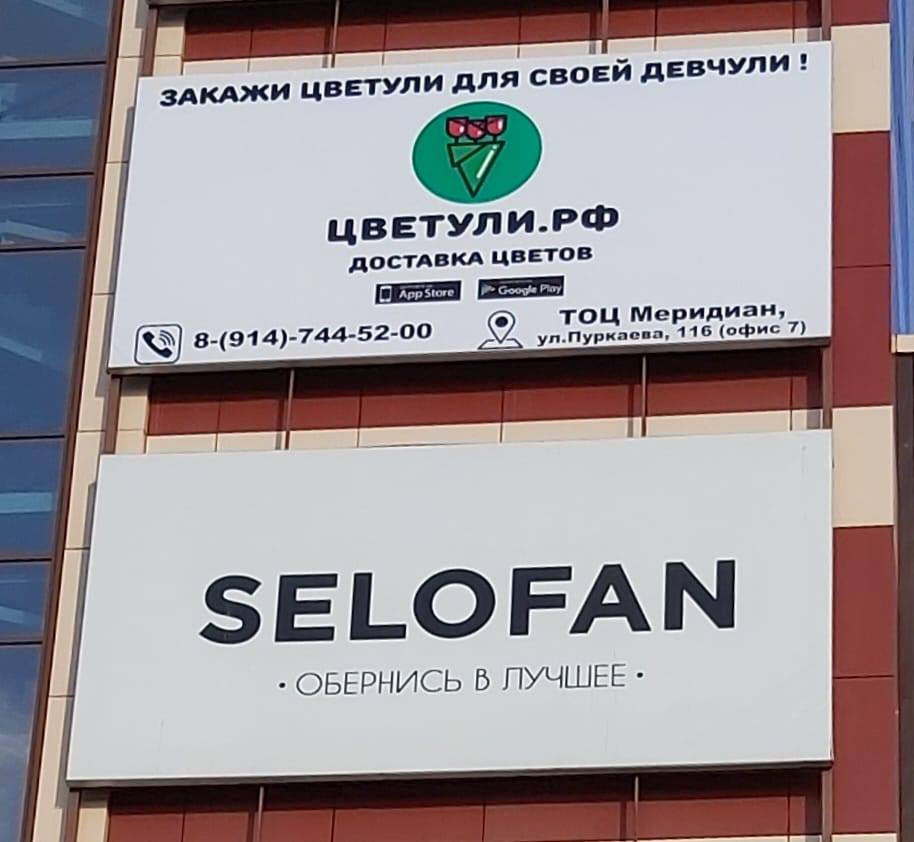 ЗАКАЖИ ЦВЕТУЛИ ДЛЯ СВОЕЙ ДЕВЧУЛИ !
ЦВЕТУЛИ.РФ
ДОСТАВКА ЦВЕТОВ
App Store Google Play
8-(914)-744-52-00
ТОЦ Меридиан,
ул.Пуркаева, 116 (офис 7)
SELOFAN
• ОБЕРНИСЬ В ЛУЧШЕЕ •